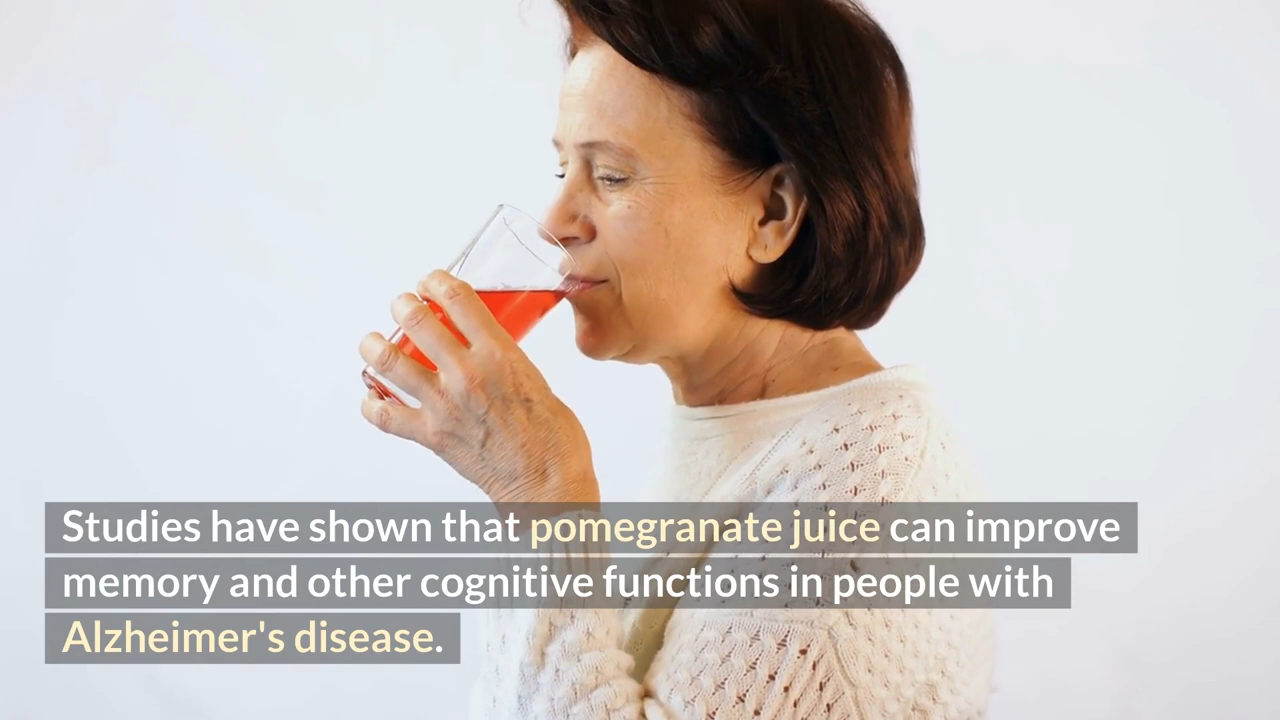 Studies have shown that pomegranate juice can improve
memory and other cognitive functions in people with
Alzheimer's disease.